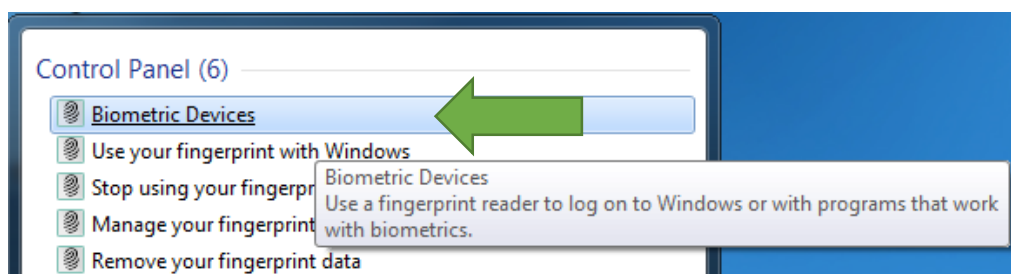 Control Panel (6)
Biometric Devices
Use your fingerprint with Windows
Stop using your
Manage your fingerprint
Remove your fingerprint data
Biometric Devices
Use a fingerprint reader to log on to Windows or with programs that work
with biometrics.